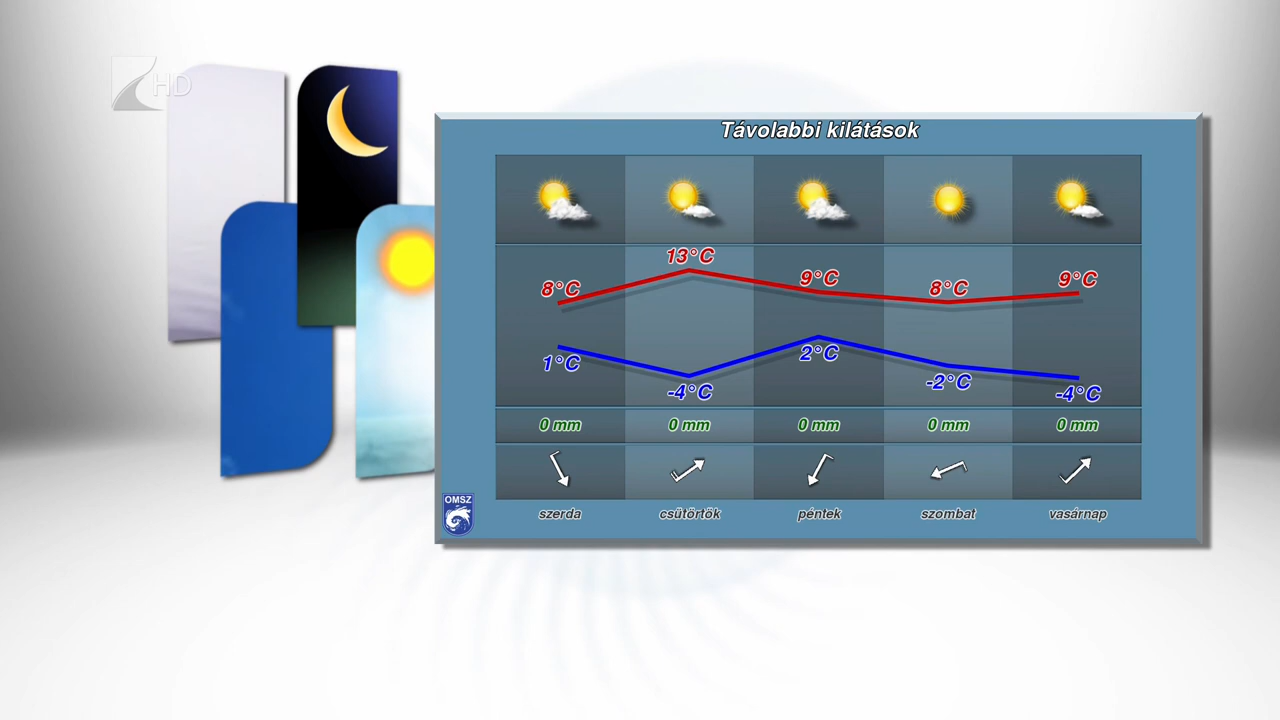 HD
Távolabbi kilátások
8°C 13°C 9°C 8°C 9°C
1°C -4°C 2°C -2°C -4°C
0 mm 0 mm 0 mm 0 mm 0 mm
OMSZ
szerda csütörtök péntek szombat vasárnap